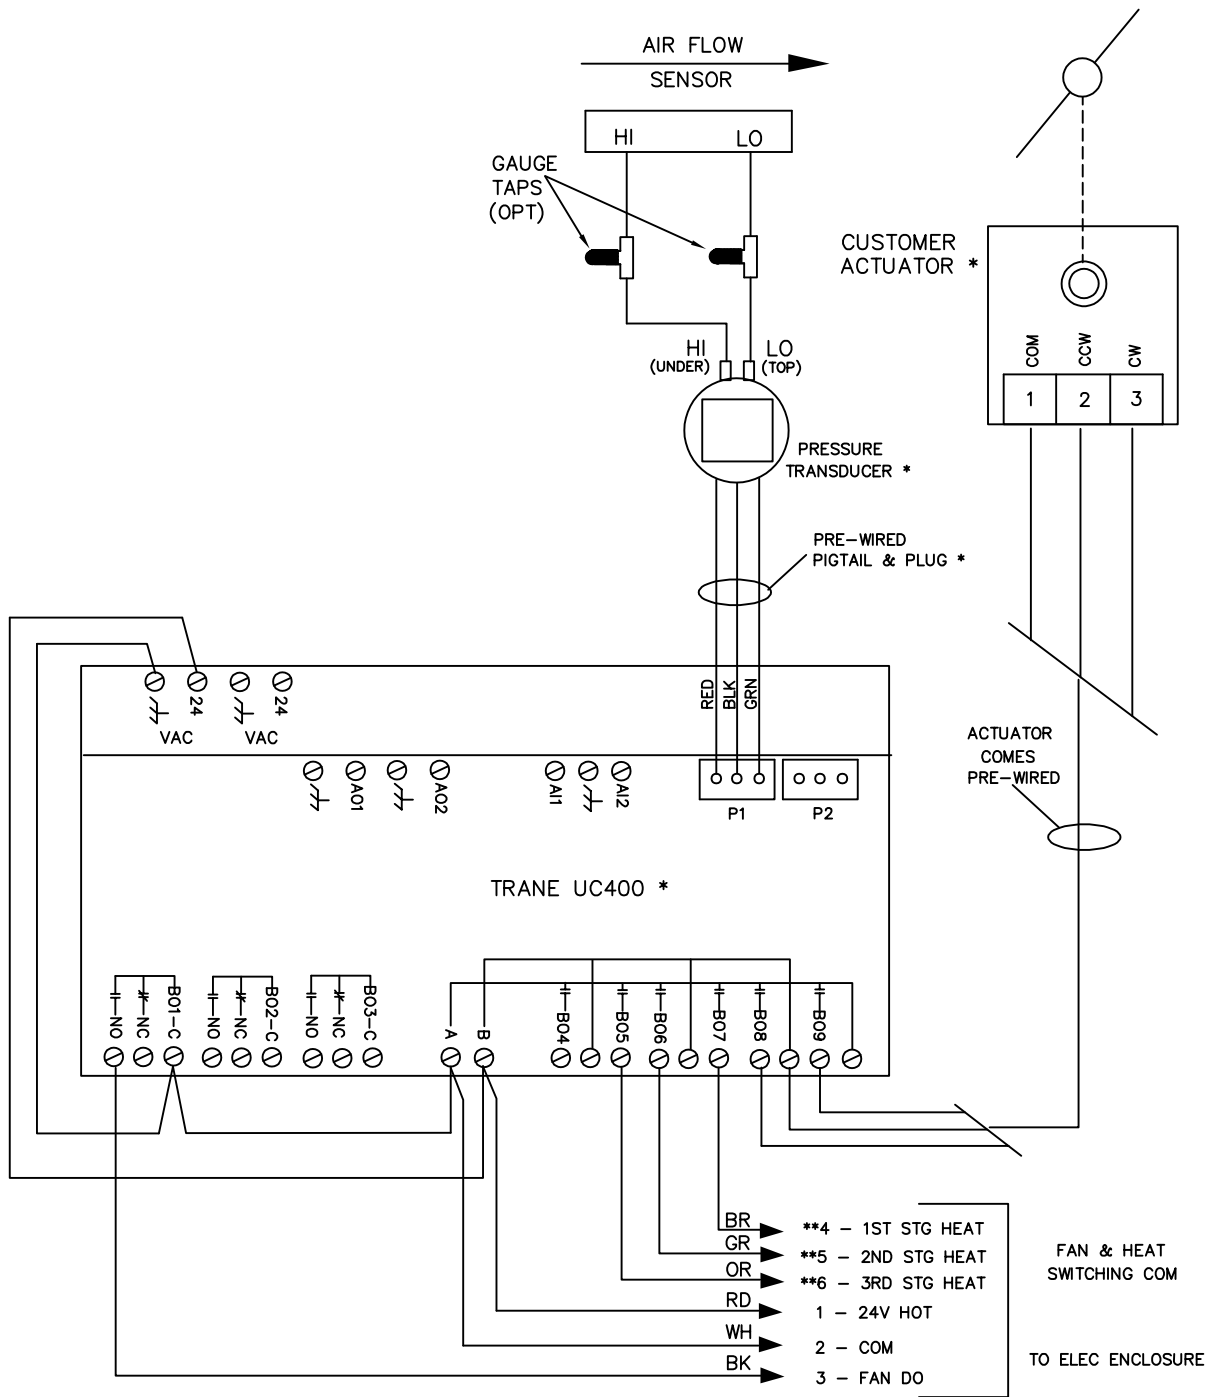 AIR FLOW
SENSOR
HI
LO
GAUGE
TAPS
(OPT)
CUSTOMER
ACTUATOR *
HI
(UNDER)
LO
(TOP)
COM
CCW
CW
1
2
3
PRESSURE
TRANSDUCER *
PRE-WIRED
PIGTAIL & PLUG *
RED
BLK
GRN
24
24
VAC
VAC
ACTUATOR
COMES
PRE-WIRED
AO1
AO2
AI1
AI2
P1
P2
TRANE UC400 *
NO
NC
BO1-C
NO
NC
BO2-C
NO
NC
BO3-C
A
B
BO4
BO5
BO6
BO7
BO8
BO9
BR
**4 - 1ST STG HEAT
GR
**5 - 2ND STG HEAT
OR
**6 - 3RD STG HEAT
RD
1 - 24V HOT
WH
2 - COM
BK
3 - FAN DO
FAN & HEAT
SWITCHING COM
TO ELEC ENCLOSURE